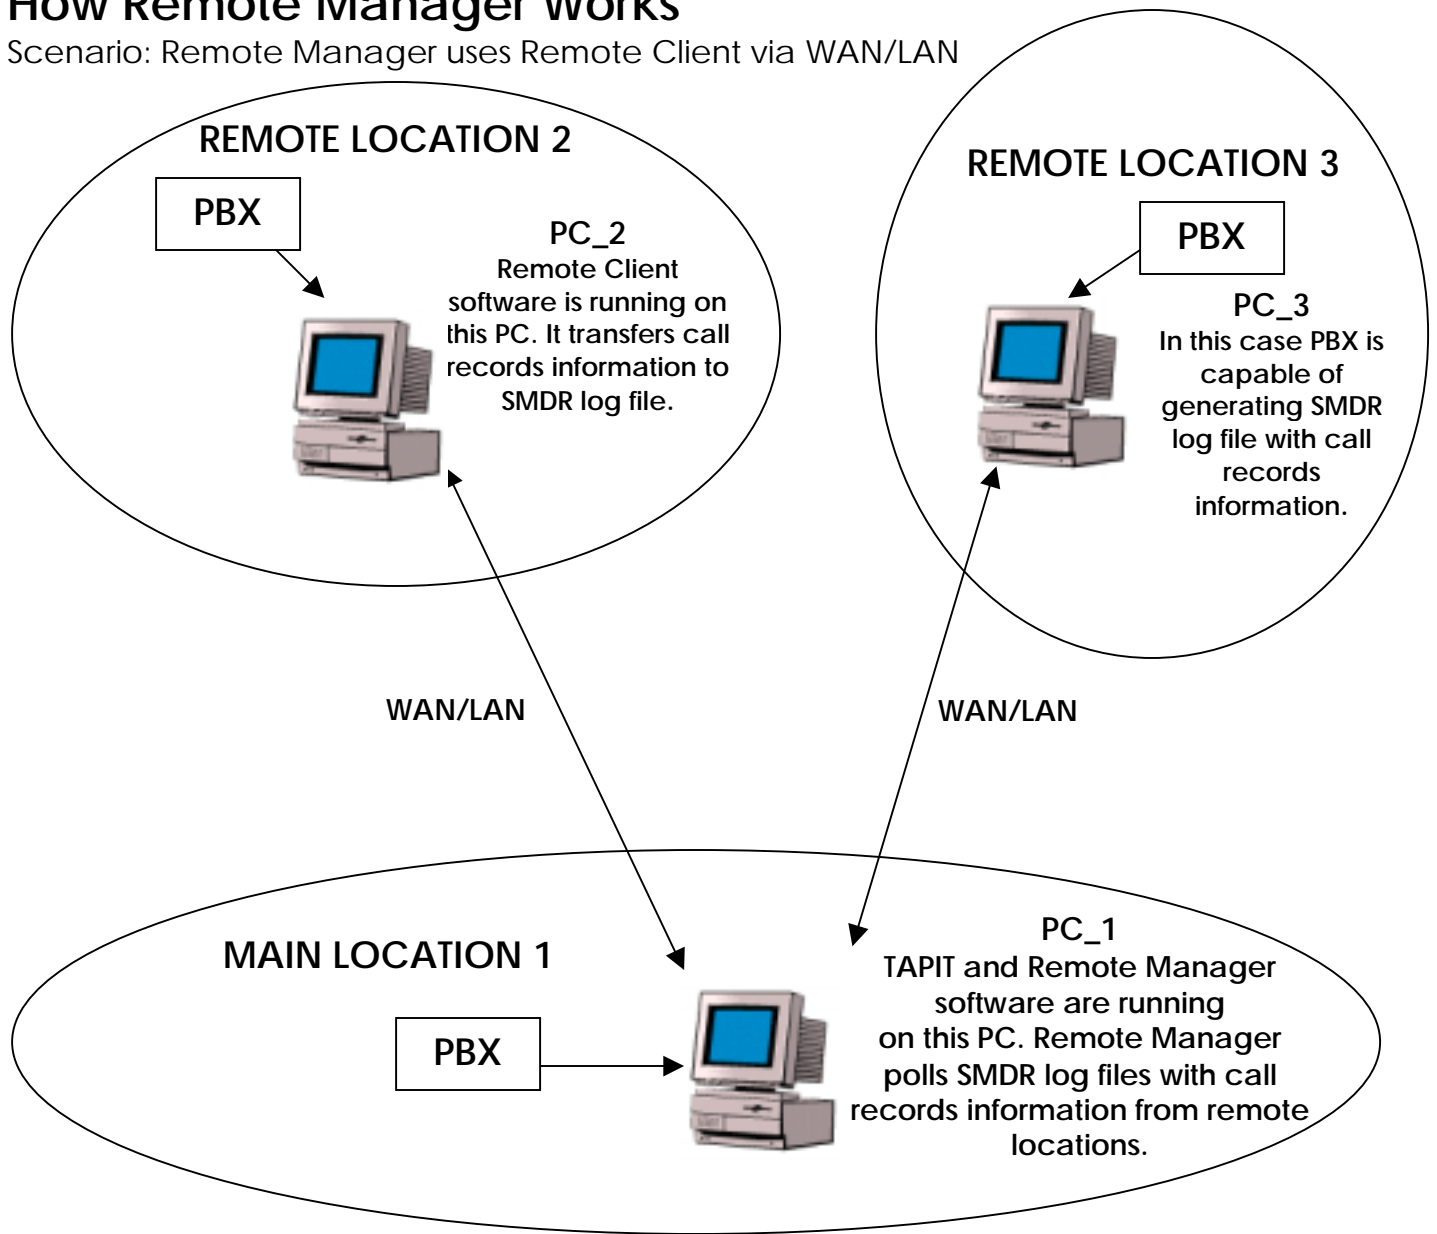 How Remote Manager Works
Scenario: Remote Manager uses Remote Client via WAN/LAN
REMOTE LOCATION 2
PBX
PC_2
Remote Client
software is running on
this PC. It transfers call
records information to
SMDR log file.
REMOTE LOCATION 3
PBX
PC_3
In this case PBX is
capable of
generating SMDR
log file with call
records
information.
WAN/LAN
WAN/LAN
MAIN LOCATION 1
PBX
PC_1
TAPIT and Remote Manager
software are running
on this PC. Remote Manager
polls SMDR log files with call
records information from remote
locations.